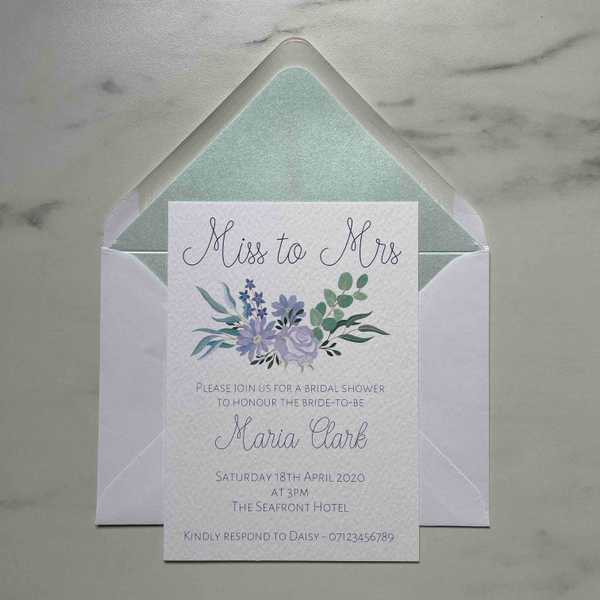 Miss to Mrs
Please join us for a bridal shower
to honour the bride-to-be
Maria Clark
Saturday 18th April 2020
at 3pm
The Seafront Hotel
Kindly respond to Daisy - 07123456789